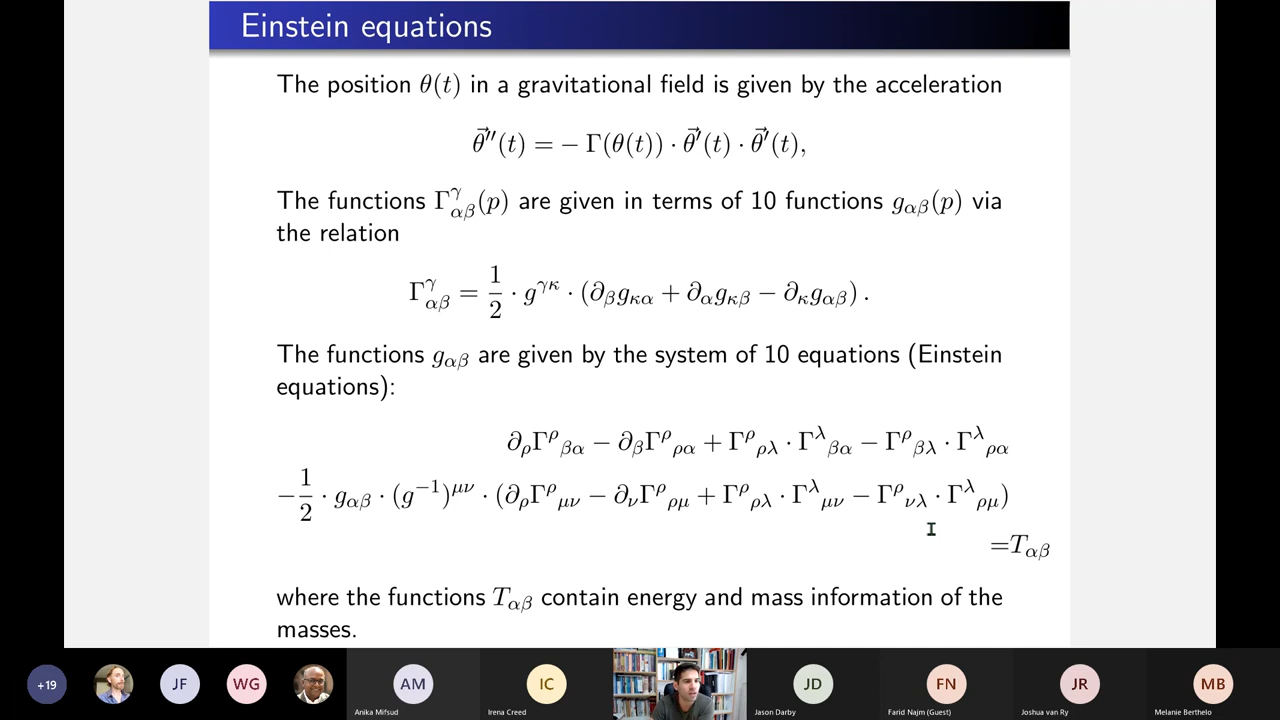 Einstein equations
The position θ(t) in a gravitational field is given by the acceleration
θ⃗′′(t) = − Γ(θ(t)) · θ⃗′(t) · θ⃗′(t),
The functions Γ^γ_αβ(p) are given in terms of 10 functions g_αβ(p) via
the relation
Γ^γ_αβ = 1/2 · g^γκ · (∂_β g_κα + ∂_α g_κβ − ∂_κ g_αβ) .
The functions g_αβ are given by the system of 10 equations (Einstein
equations):
∂_ρ Γ^ρ_βα − ∂_β Γ^ρ_ρα + Γ^ρ_ρλ · Γ^λ_βα − Γ^ρ_βλ · Γ^λ_ρα
− 1/2 · g_αβ · (g^−1)^μν · (∂_ρ Γ^ρ_μν − ∂_ν Γ^ρ_ρμ + Γ^ρ_ρλ · Γ^λ_μν − Γ^ρ_νλ · Γ^λ_ρμ)
=T_αβ
where the functions T_αβ contain energy and mass information of the
masses.
+19 JF WG AM IC JD FN JR MB
Anika Mifsud Irena Creed Jason Darby Farid Najm (Guest) Joshua van Ry Melanie Berthelo